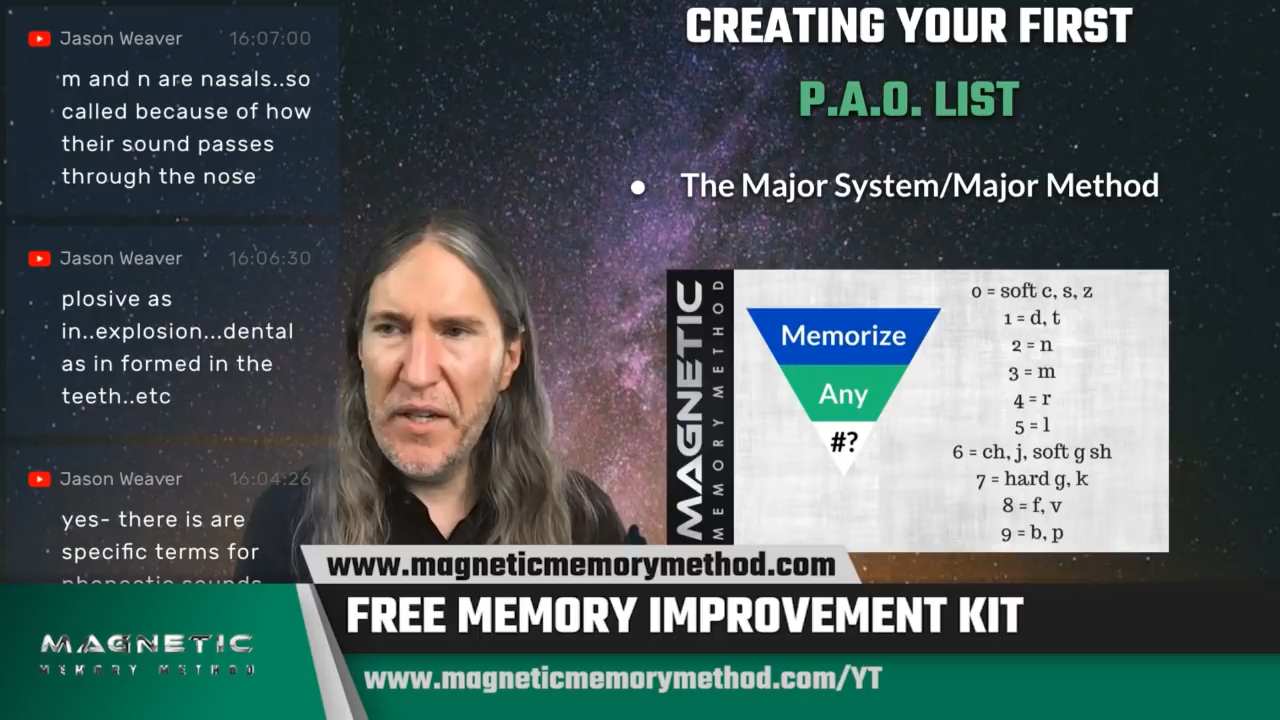 Jason Weaver 16:07:00
m and n are nasals..so
called because of how
their sound passes
through the nose
Jason Weaver 16:06:30
plosive as
in..explosion...dental
as in formed in the
teeth..etc
Jason Weaver 16:04:26
yes- there is are
specific terms for
phonoetic sounds
CREATING YOUR FIRST
P.A.O. LIST
• The Major System/Major Method
MAGNETIC
MEMORY METHOD
Memorize
Any
#?
0 = soft c, s, z
1 = d, t
2 = n
3 = m
4 = r
5 = l
6 = ch, j, soft g sh
7 = hard g, k
8 = f, v
9 = b, p
www.magneticmemorymethod.com
FREE MEMORY IMPROVEMENT KIT
MAGNETIC
MEMORY METHOD
www.magneticmemorymethod.com/YT